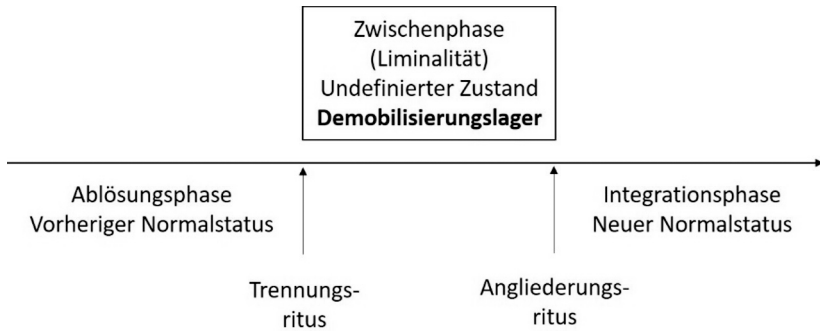 Zwischenphase
(Liminalität)
Undefinierter Zustand
Demobilisierungslager
Ablösungsphase
Vorheriger Normalstatus
Integrationsphase
Neuer Normalstatus
Trennungs-
ritus
Angliederungs-
ritus